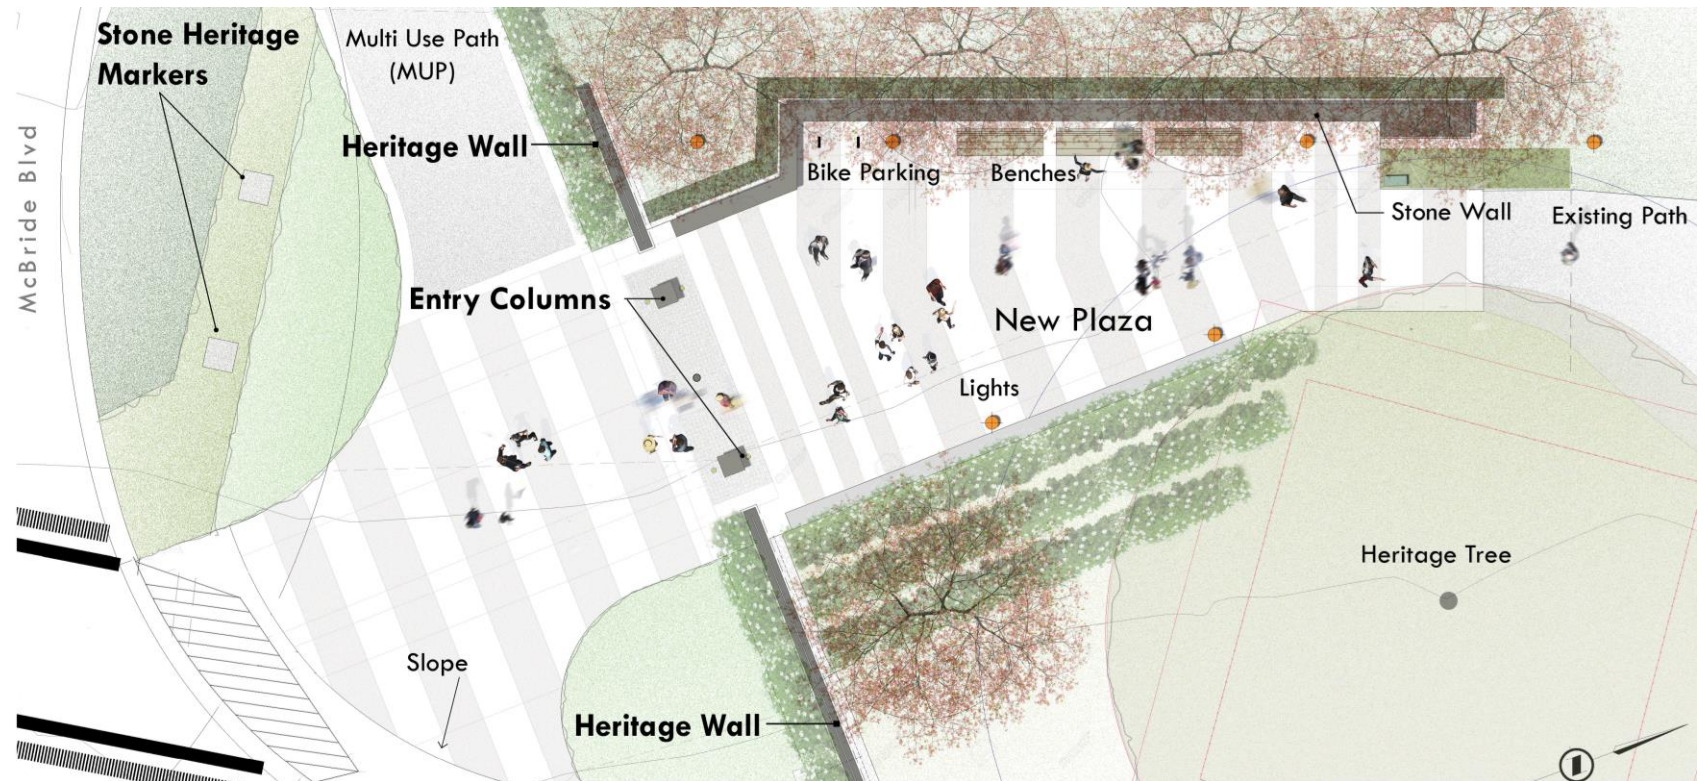 Stone Heritage
Markers
Multi Use Path
(MUP)
McBride Blvd
Heritage Wall
Bike Parking
Benches
Stone Wall
Existing Path
Entry Columns
New Plaza
Lights
Heritage Tree
Slope
Heritage Wall